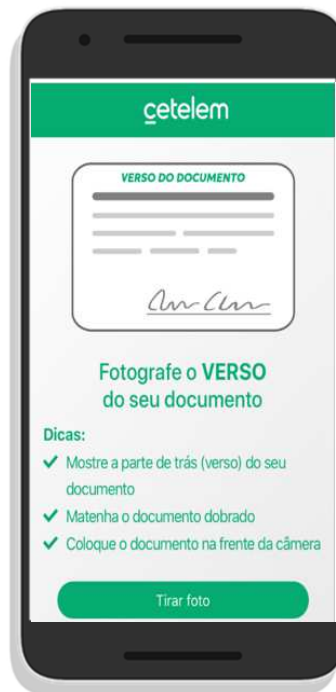 cetelem
VERSO DO DOCUMENTO
Fotografe o VERSO
do seu documento
Dicas:
Mostre a parte de trás (verso) do seu
documento
Matenha o documento dobrado
Coloque o documento na frente da câmera
Tirar foto